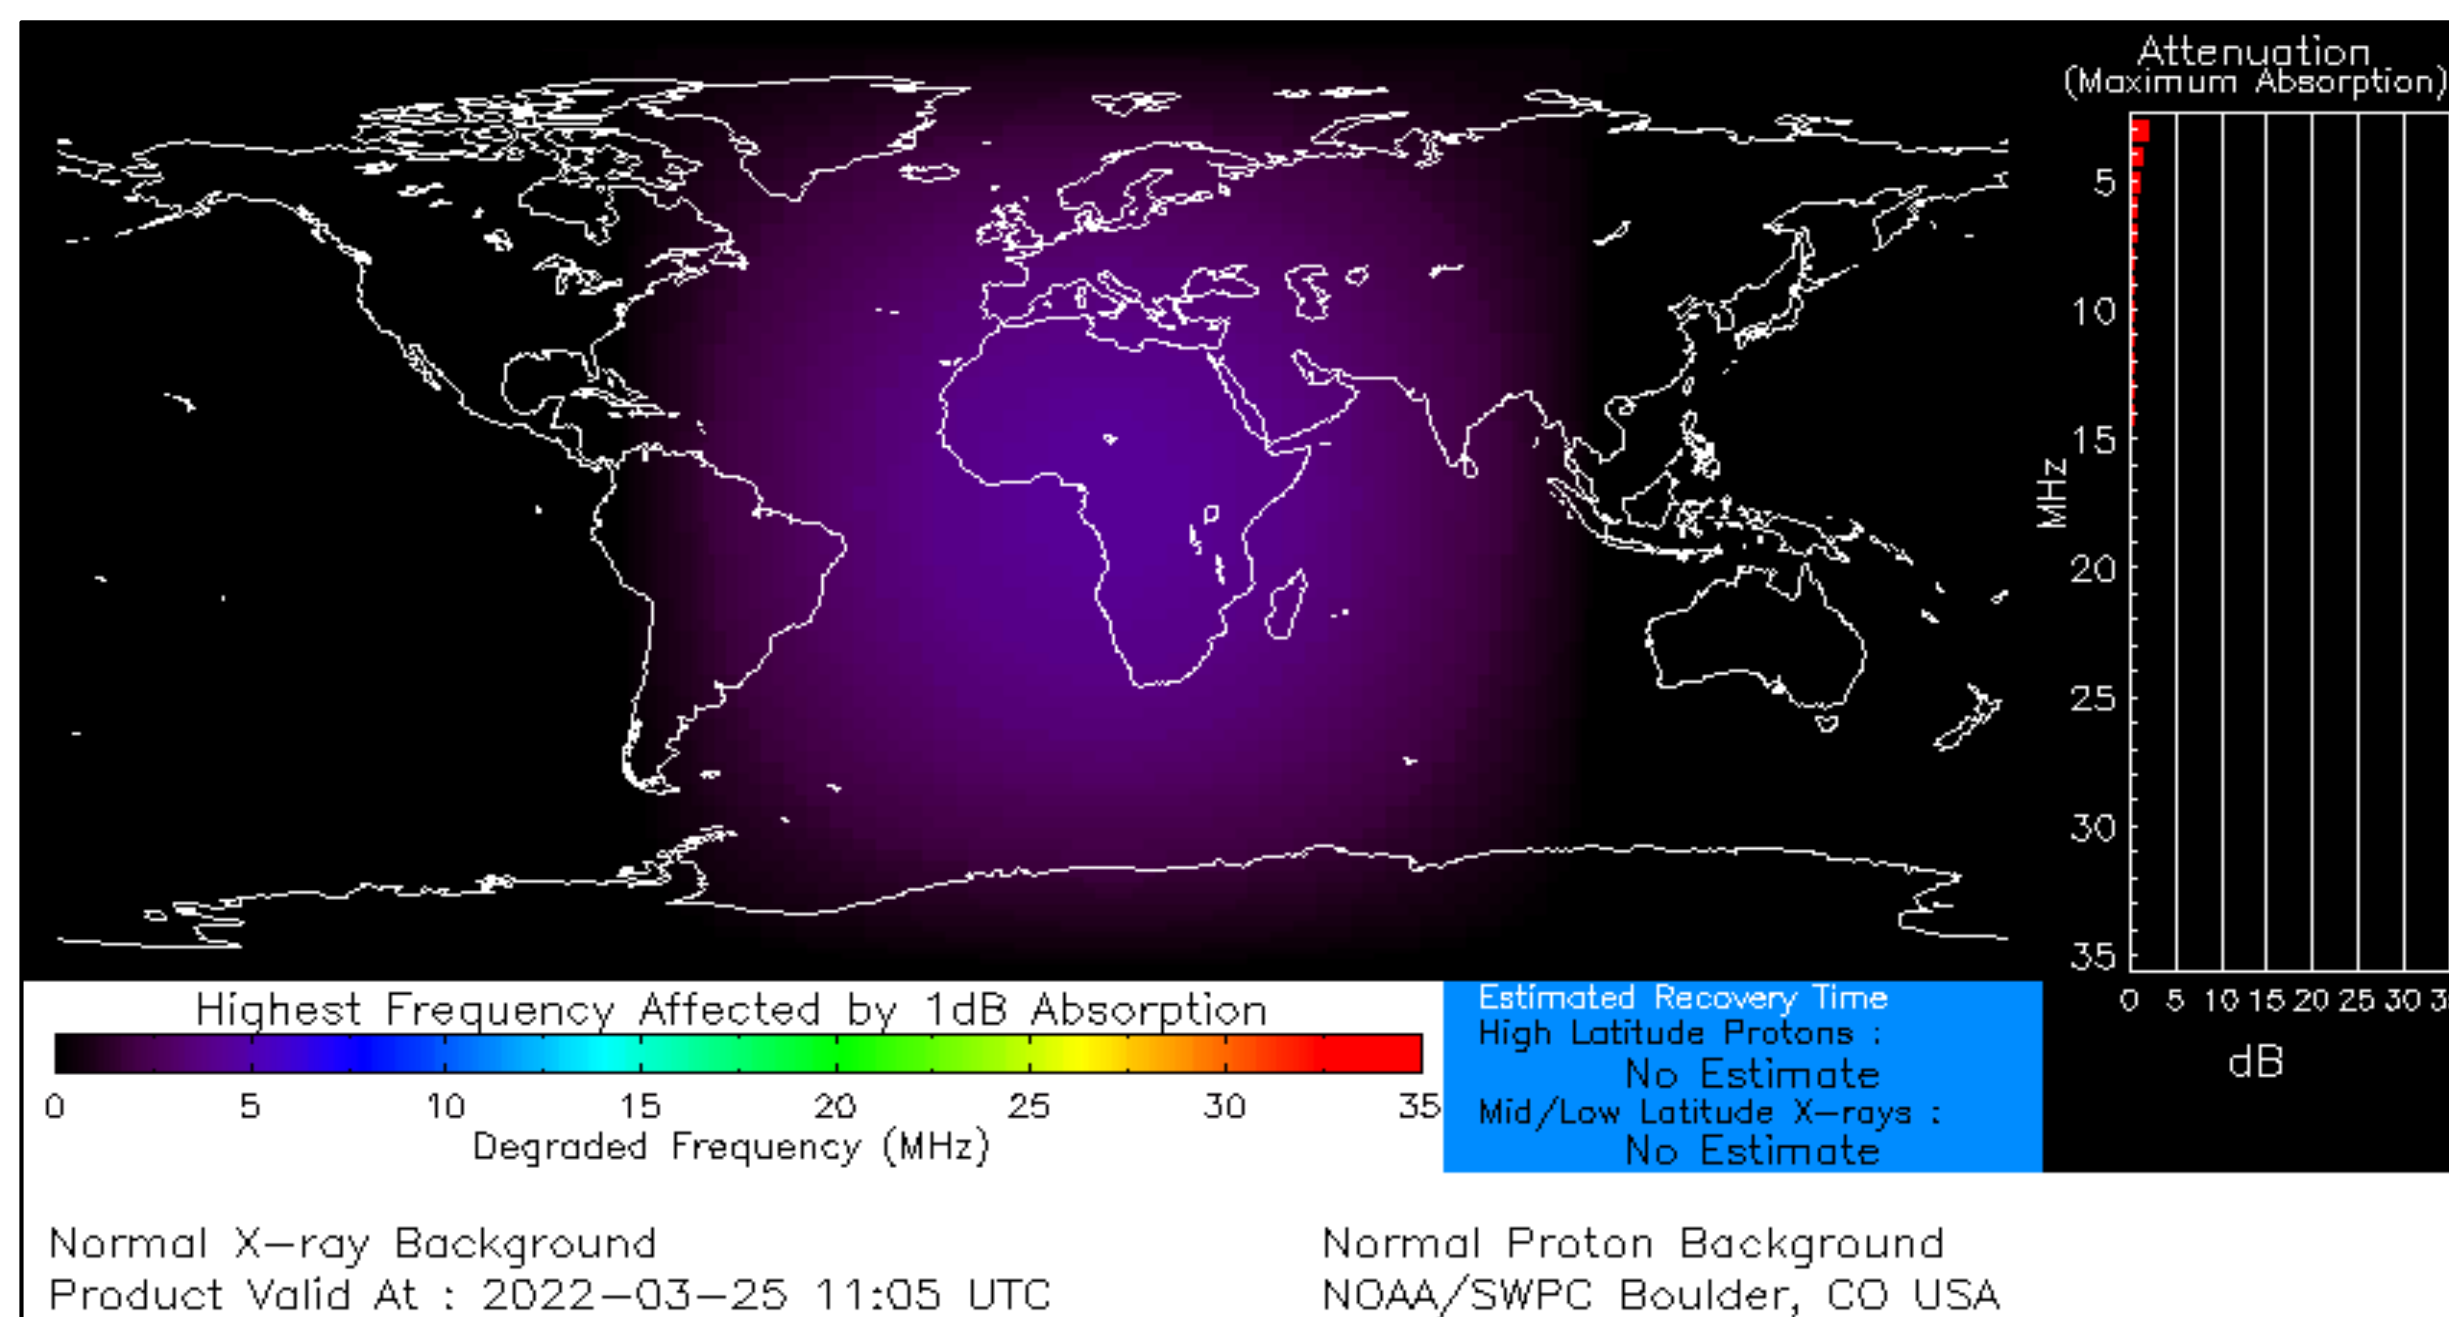 Attenuation
(Maximum Absorption)
5
10
15
20
25
30
35
MHz
0 5 10 15 20 25 30
dB
Highest Frequency Affected by 1dB Absorption
0 5 10 15 20 25 30 35
Degraded Frequency (MHz)
Estimated Recovery Time
High Latitude Protons :
No Estimate
Mid/Low Latitude X-rays :
No Estimate
Normal X-ray Background
Product Valid At : 2022-03-25 11:05 UTC
Normal Proton Background
NOAA/SWPC Boulder, CO USA